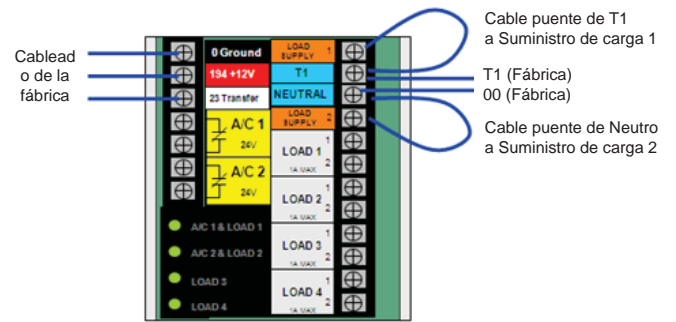 Cablead
o de la
fábrica
0 Ground
194 +12V
23 Transfer
A/C 1
24V
A/C 2
24V
A/C 1 & LOAD 1
A/C 2 & LOAD 2
LOAD 3
LOAD 4
LOAD SUPPLY 1
T1
NEUTRAL
LOAD SUPPLY 2
LOAD 1 1 2
1A MAX
LOAD 2 1 2
1A MAX
LOAD 3 1 2
1A MAX
LOAD 4 1 2
1A MAX
Cable puente de T1
a Suministro de carga 1
T1 (Fábrica)
00 (Fábrica)
Cable puente de Neutro
a Suministro de carga 2